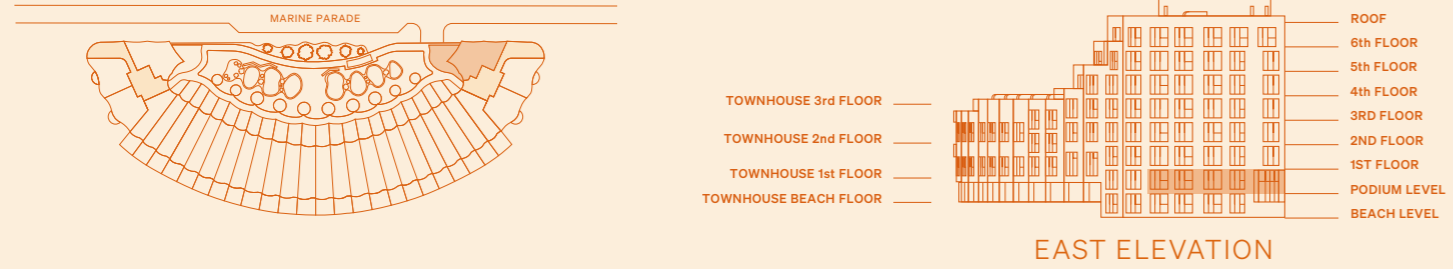 MARINE PARADE
TOWNHOUSE 3rd FLOOR
TOWNHOUSE 2nd FLOOR
TOWNHOUSE 1st FLOOR
TOWNHOUSE BEACH FLOOR
ROOF
6th FLOOR
5th FLOOR
4th FLOOR
3RD FLOOR
2ND FLOOR
1ST FLOOR
PODIUM LEVEL
BEACH LEVEL
EAST ELEVATION